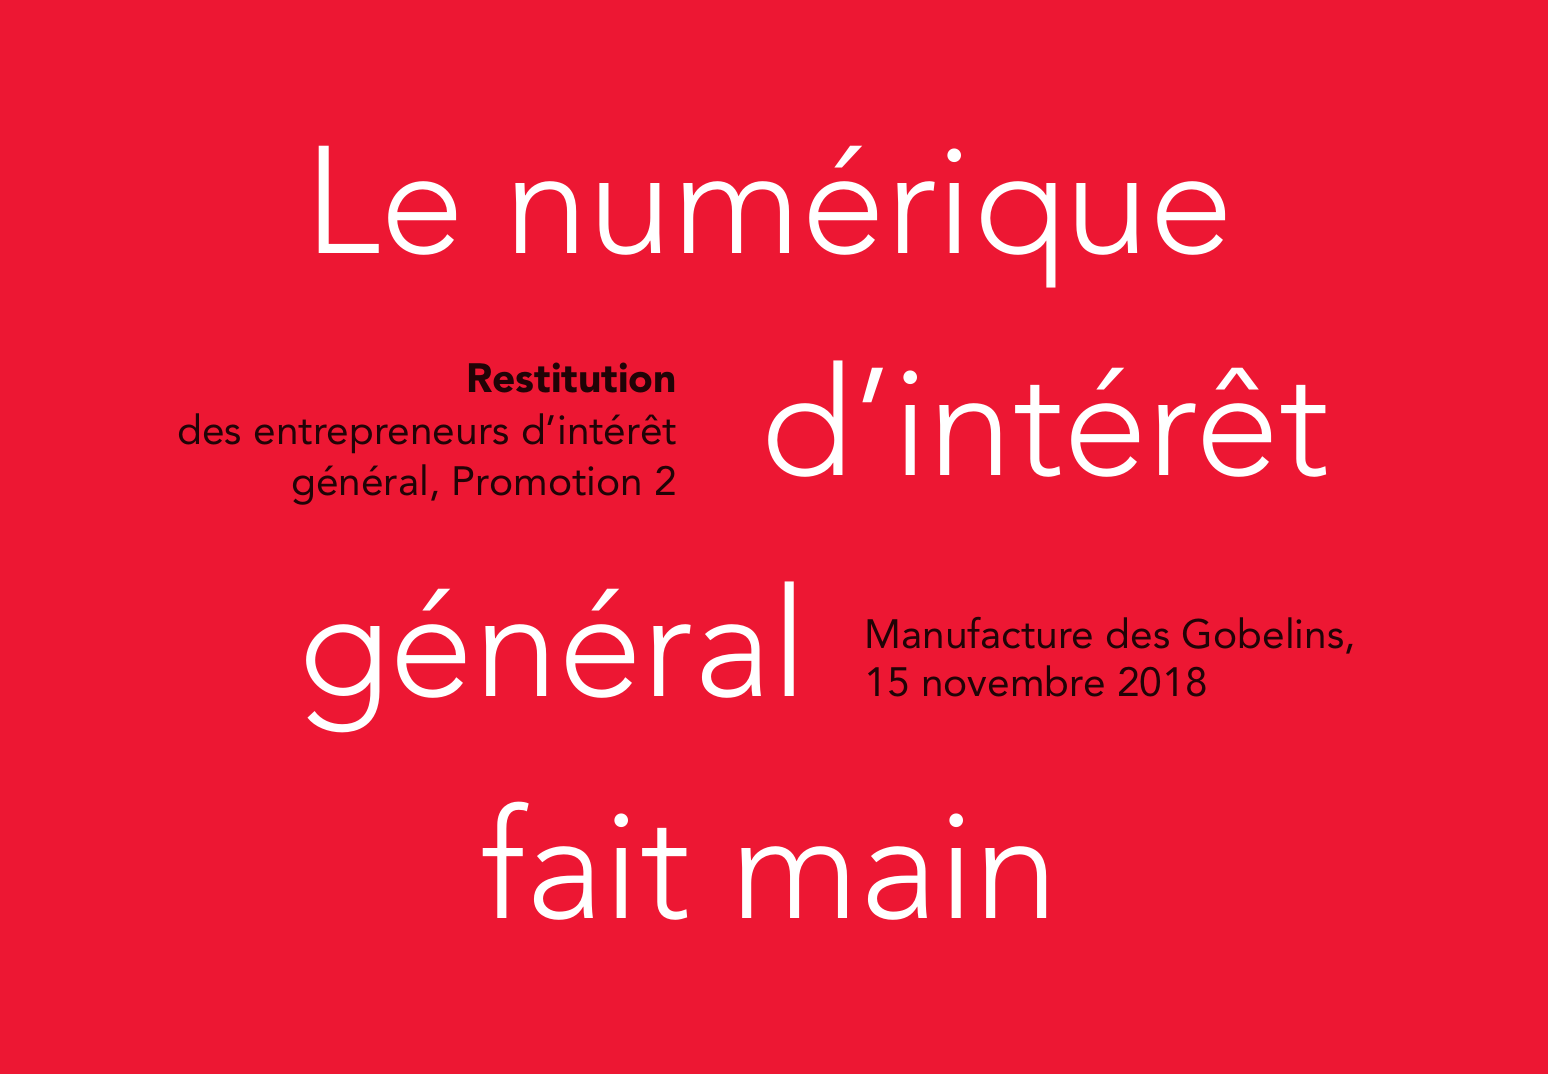 Le numérique
Restitution
des entrepreneurs d’intérêt
général, Promotion 2
d’intérêt
général
Manufacture des Gobelins,
15 novembre 2018
fait main